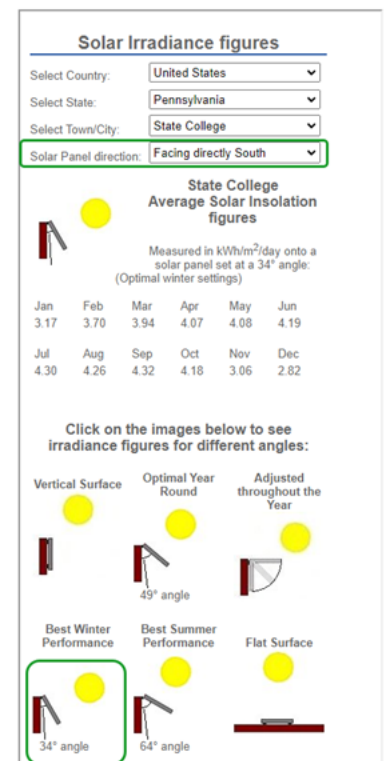 Solar Irradiance figures
Select Country: United States
Select State: Pennsylvania
Select Town/City: State College
Solar Panel direction: Facing directly South
State College
Average Solar Insolation
figures
Measured in kWh/m²/day onto a
solar panel set at a 34° angle:
(Optimal winter settings)
Jan Feb Mar Apr May Jun
3.17 3.70 3.94 4.07 4.08 4.19
Jul Aug Sep Oct Nov Dec
4.30 4.26 4.32 4.18 3.06 2.82
Click on the images below to see
irradiance figures for different angles:
Vertical Surface
Optimal Year
Round
Adjusted
throughout the
Year
49° angle
Best Winter
Performance
Best Summer
Performance
Flat Surface
34° angle
64° angle